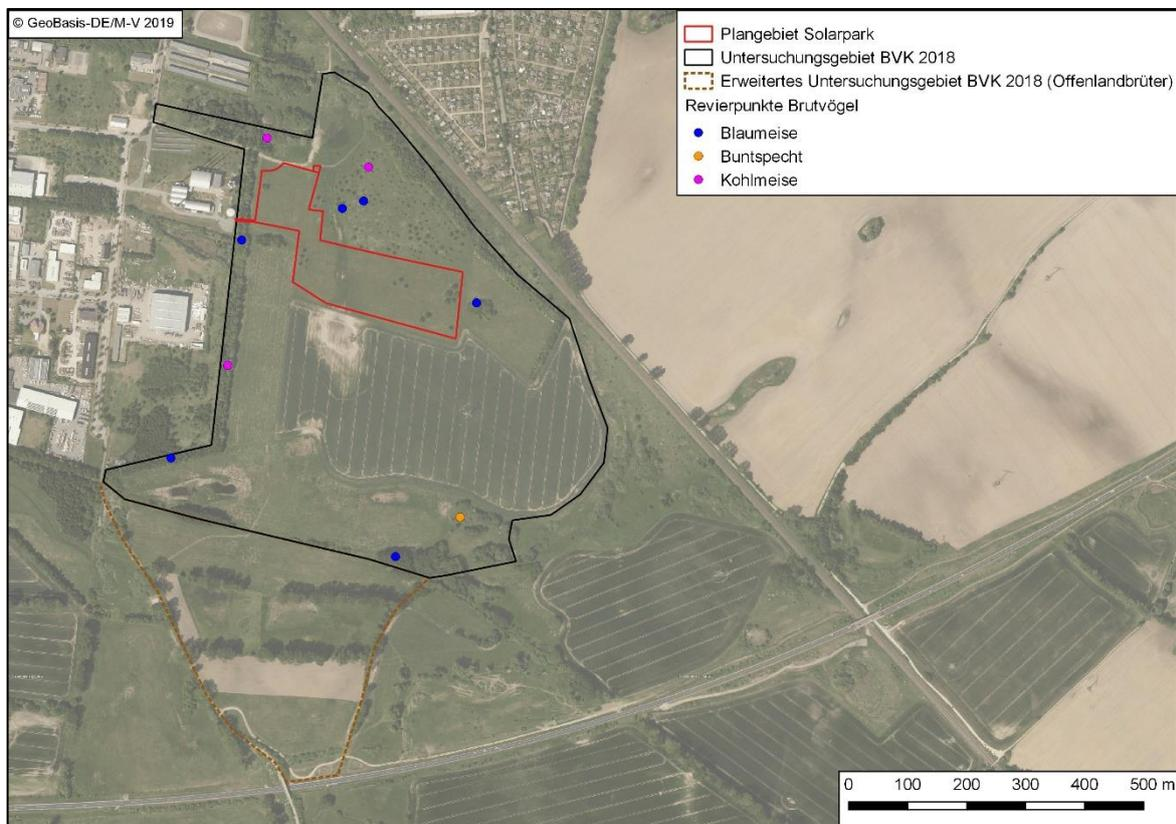 © GeoBasis-DE/M-V 2019
Plangebiet Solarpark
Untersuchungsgebiet BVK 2018
Erweitertes Untersuchungsgebiet BVK 2018 (Offenlandbrüter)
Revierpunkte Brutvögel
Blaumeise
Buntspecht
Kohlmeise
0 100 200 300 400 500 m